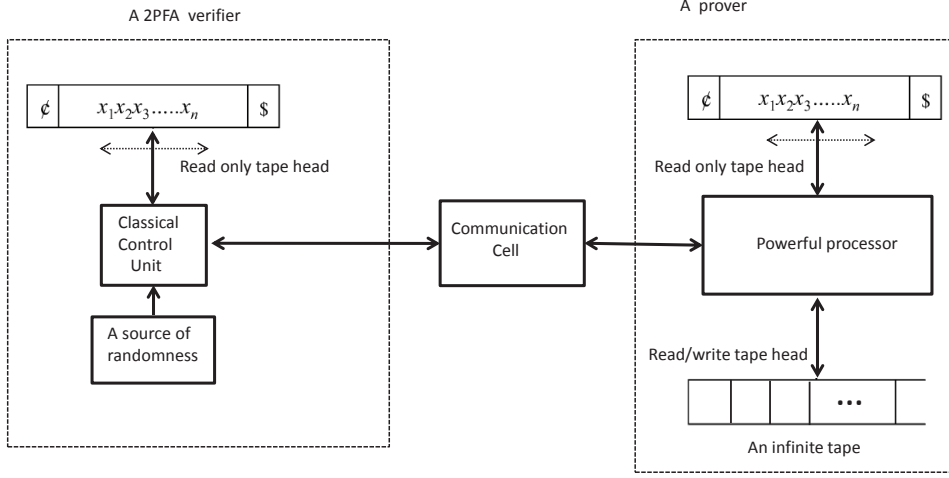 A 2PFA verifier
¢ x₁x₂x₃.....xₙ $
Read only tape head
Classical
Control
Unit
A source of
randomness
Communication
Cell
A prover
¢ x₁x₂x₃.....xₙ $
Read only tape head
Powerful processor
Read/write tape head
...
An infinite tape